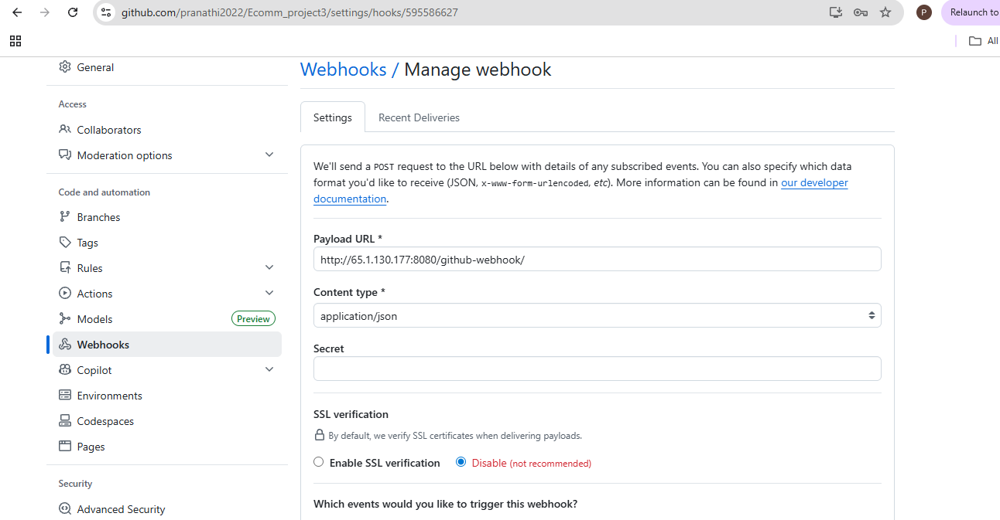 github.com/pranathi2022/Ecomm_project3/settings/hooks/595586627
P
Relaunch to
All
General
Access
Collaborators
Moderation options
Code and automation
Branches
Tags
Rules
Actions
Models
Preview
Webhooks
Copilot
Environments
Codespaces
Pages
Security
Advanced Security
Webhooks / Manage webhook
Settings
Recent Deliveries
We'll send a POST request to the URL below with details of any subscribed events. You can also specify which data
format you'd like to receive (JSON, x-www-form-urlencoded, etc). More information can be found in our developer
documentation.
Payload URL *
http://65.1.130.177:8080/github-webhook/
Content type *
application/json
Secret
SSL verification
By default, we verify SSL certificates when delivering payloads.
Enable SSL verification
Disable (not recommended)
Which events would you like to trigger this webhook?